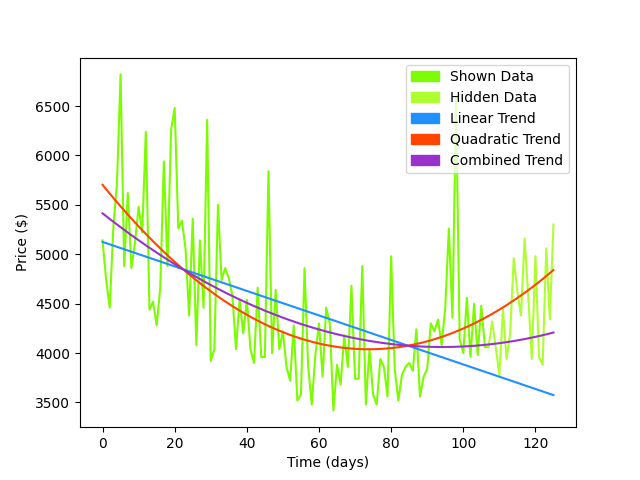 Shown Data
Hidden Data
Linear Trend
Quadratic Trend
Combined Trend
6500
6000
5500
5000
4500
4000
3500
Price ($)
0 20 40 60 80 100 120
Time (days)